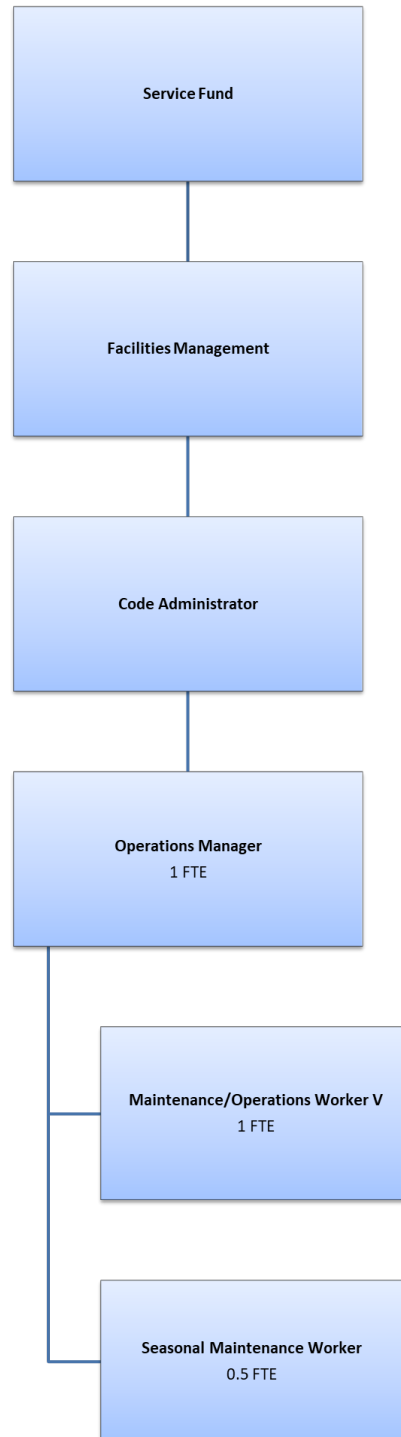 Service Fund
Facilities Management
Code Administrator
Operations Manager
1 FTE
Maintenance/Operations Worker V
1 FTE
Seasonal Maintenance Worker
0.5 FTE